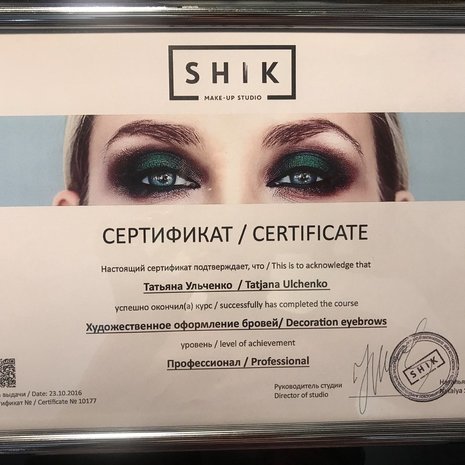 SHIK
MAKE-UP STUDIO
СЕРТИФИКАТ / CERTIFICATE
Настоящий сертификат подтверждает, что / This is to acknowledge that
Татьяна Ульченко / Tatjana Ulchenko
успешно окончил(а) курс / successfully has completed the course
Художественное оформление бровей/ Decoration eyebrows
уровень / level of achievement
Профессионал / Professional
Руководитель студии
Director of studio
SHIK
выдачи / Date: 23.10.2016
№ / Certificate № 10177